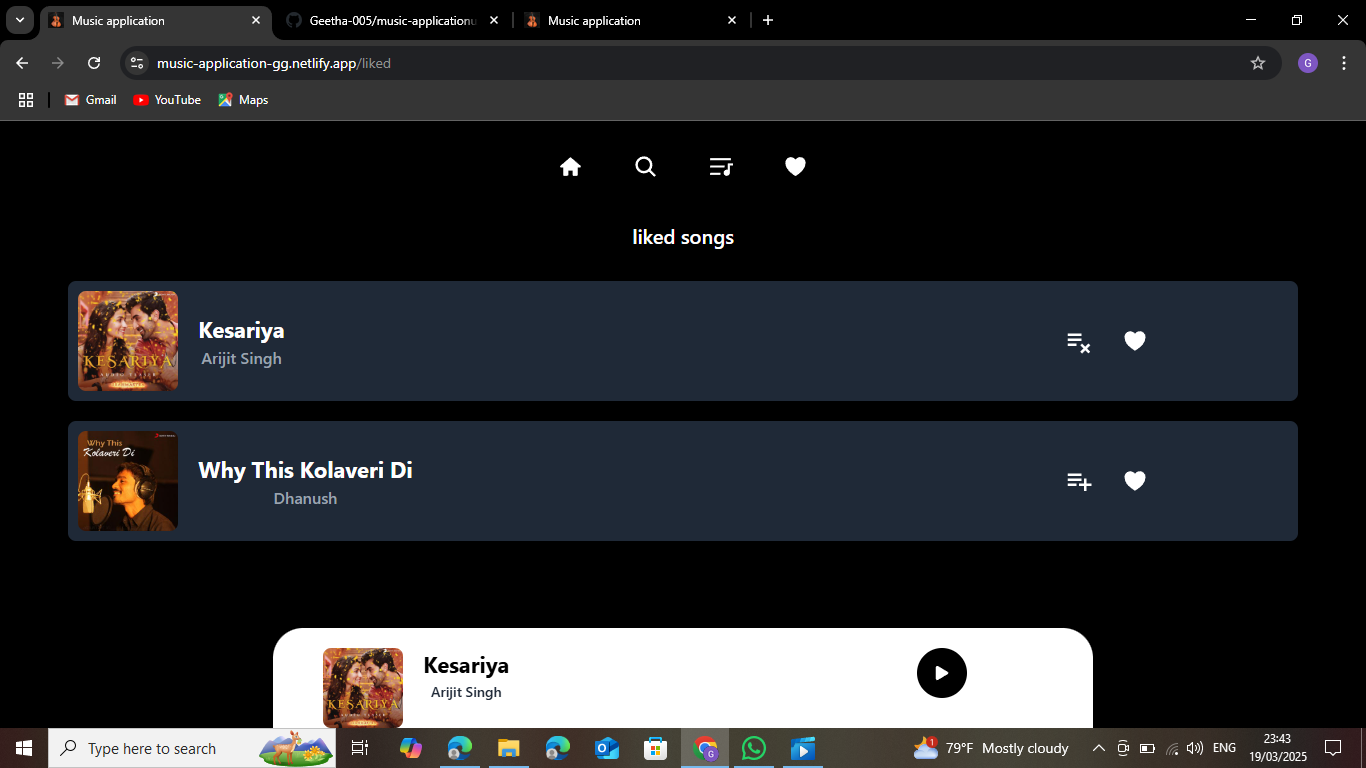 Music application
Geetha-005/music-applicationu
Music application
music-application-gg.netlify.app/liked
Gmail
YouTube
Maps
liked songs
KESARIYA
Kesariya
Arijit Singh
Why This
Kolaveri Di
Why This Kolaveri Di
Dhanush
KESARIYA
Kesariya
Arijit Singh
Type here to search
1
79°F Mostly cloudy
ENG
23:43
19/03/2025
G
G